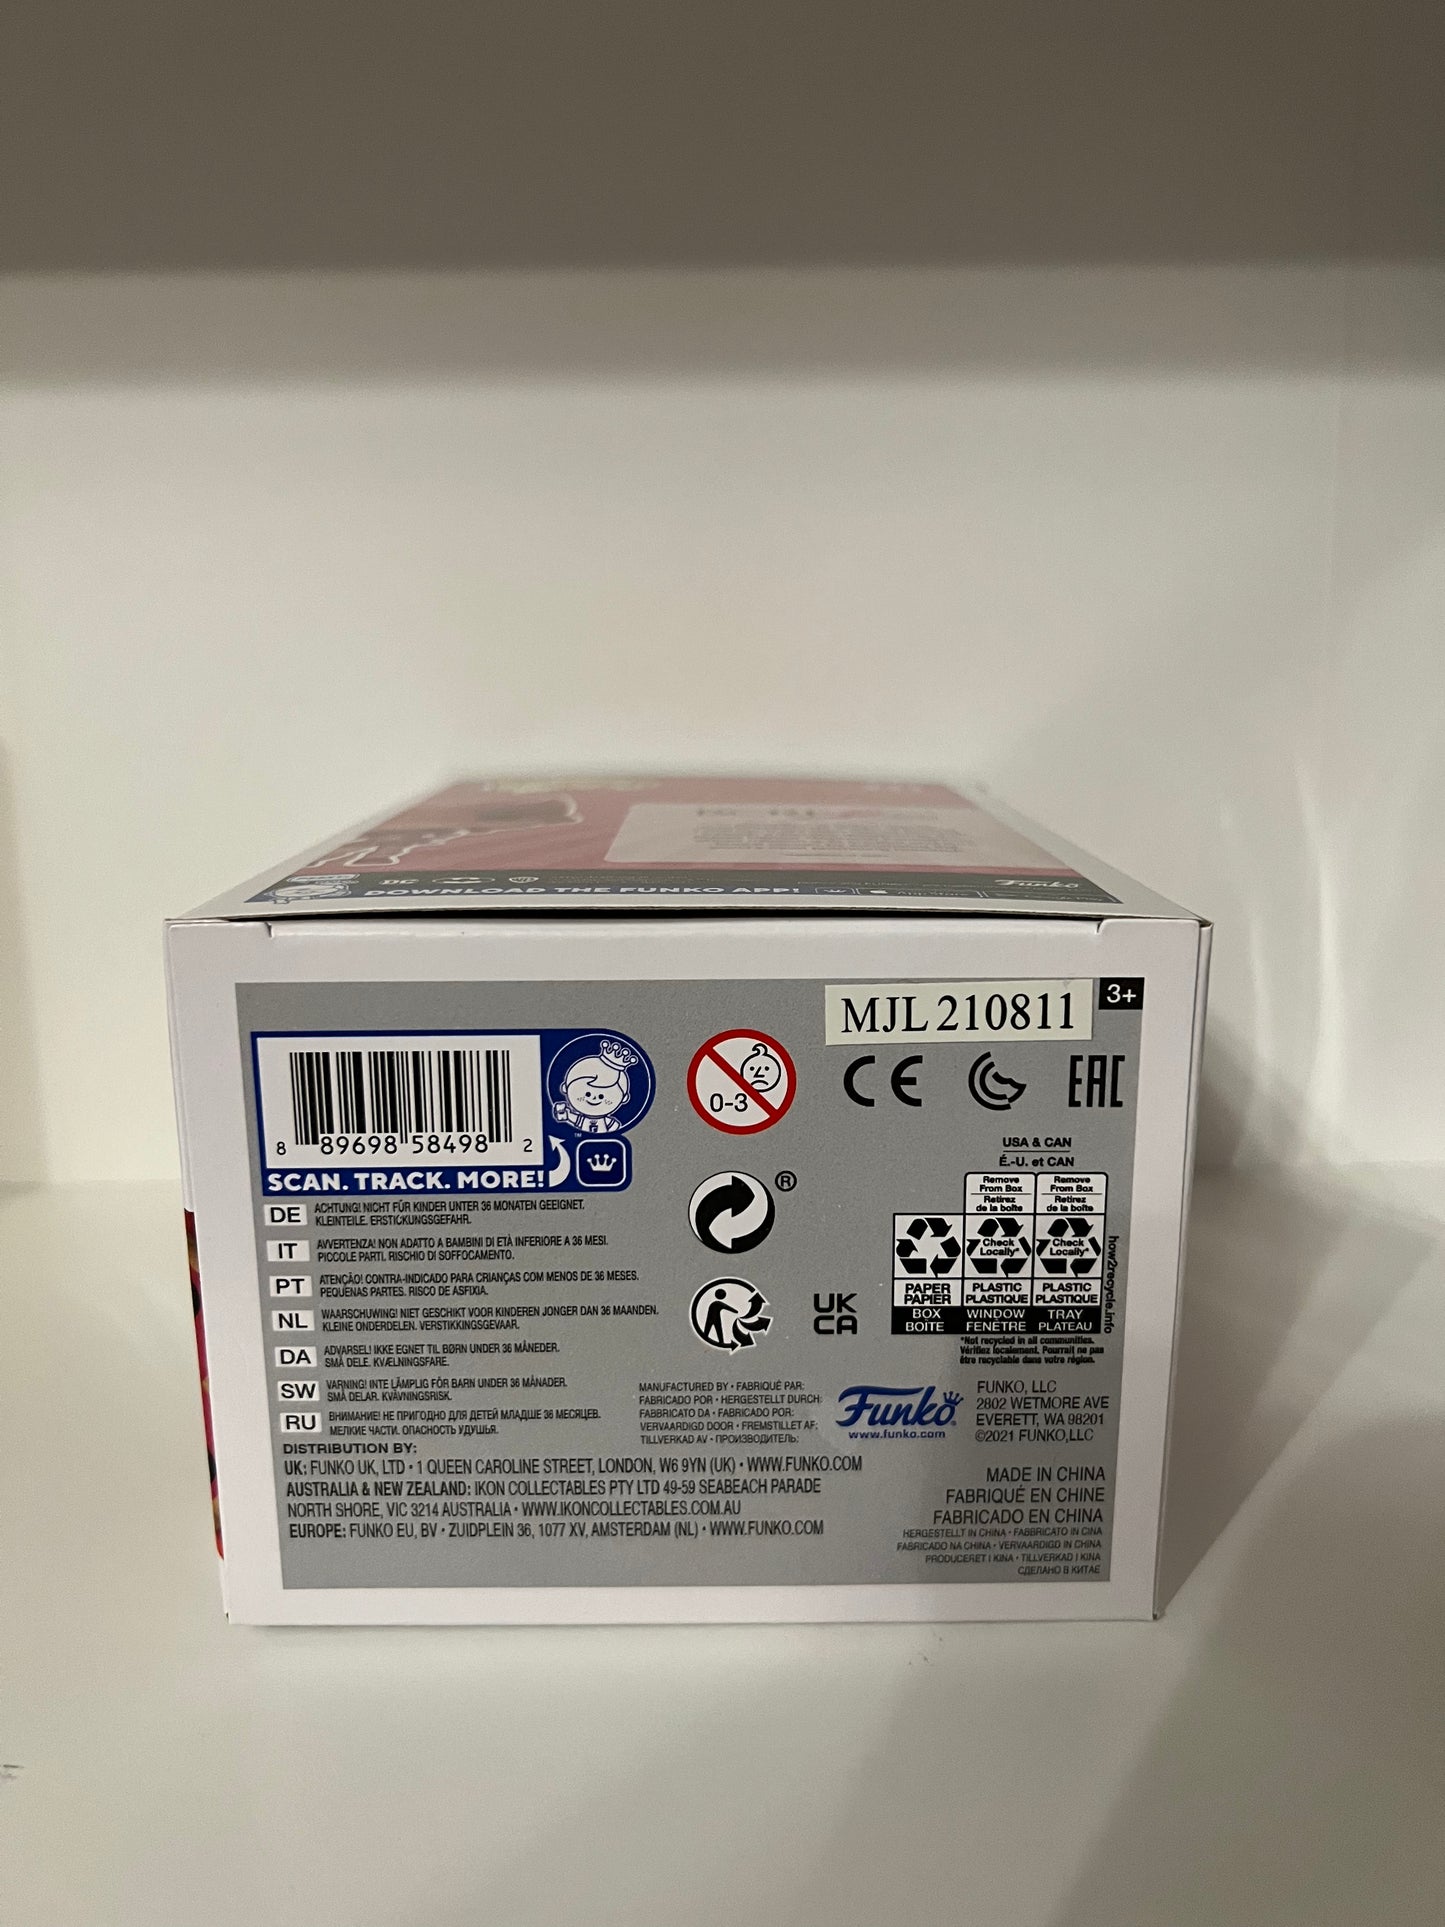 DC
DOWNLOAD THE FUNKO APP!
Funko
MJL 210811
3+
8 89698 58498 2
SCAN. TRACK. MORE!
™
0-3
CE
EAC
®
UK
CA
USA & CAN
É.-U. et CAN
Remove From Box
Retirez de la boîte
Remove From Box
Retirez de la boîte
Check Locally*
Check Locally*
PAPER PAPIER
PLASTIC PLASTIQUE
PLASTIC PLASTIQUE
BOX BOÎTE
WINDOW FENÊTRE
TRAY PLATEAU
how2recycle.info
*Not recycled in all communities.
Vérifiez localement. Pourrait ne pas
être recyclable dans votre région.
DE ACHTUNG! NICHT FÜR KINDER UNTER 36 MONATEN GEEIGNET.
KLEINTEILE. ERSTICKUNGSGEFAHR.
IT AVVERTENZA! NON ADATTO A BAMBINI DI ETÀ INFERIORE A 36 MESI.
PICCOLE PARTI. RISCHIO DI SOFFOCAMENTO.
PT ATENÇÃO! CONTRA-INDICADO PARA CRIANÇAS COM MENOS DE 36 MESES.
PEQUENAS PARTES. RISCO DE ASFIXIA.
NL WAARSCHUWING! NIET GESCHIKT VOOR KINDEREN JONGER DAN 36 MAANDEN.
KLEINE ONDERDELEN. VERSTIKKINGSGEVAAR.
DA ADVARSEL! IKKE EGNET TIL BØRN UNDER 36 MÅNEDER.
SMÅ DELE. KVÆLNINGSFARE.
SW VARNING! INTE LÄMPLIG FÖR BARN UNDER 36 MÅNADER.
SMÅ DELAR. KVÄVNINGSRISK.
RU ВНИМАНИЕ! НЕ ПРИГОДНО ДЛЯ ДЕТЕЙ МЛАДШЕ 36 МЕСЯЦЕВ.
МЕЛКИЕ ЧАСТИ. ОПАСНОСТЬ УДУШЬЯ.
MANUFACTURED BY • FABRIQUÉ PAR:
FABRICADO POR • HERGESTELLT DURCH:
FABBRICATO DA • FABRICADO POR:
VERVAARDIGD DOOR • FREMSTILLET AF:
TILLVERKAD AV • ПРОИЗВОДИТЕЛЬ:
Funko
www.funko.com
FUNKO, LLC
2802 WETMORE AVE
EVERETT, WA 98201
©2021 FUNKO,LLC
DISTRIBUTION BY:
UK: FUNKO UK, LTD • 1 QUEEN CAROLINE STREET, LONDON, W6 9YN (UK) • WWW.FUNKO.COM
AUSTRALIA & NEW ZEALAND: IKON COLLECTABLES PTY LTD 49-59 SEABEACH PARADE
NORTH SHORE, VIC 3214 AUSTRALIA • WWW.IKONCOLLECTABLES.COM.AU
EUROPE: FUNKO EU, BV • ZUIDPLEIN 36, 1077 XV, AMSTERDAM (NL) • WWW.FUNKO.COM
MADE IN CHINA
FABRIQUÉ EN CHINE
FABRICADO EN CHINA
HERGESTELLT IN CHINA • FABBRICATO IN CINA
FABRICADO NA CHINA • VERVAARDIGD IN CHINA
PRODUCERET I KINA • TILLVERKAD I KINA
СДЕЛАНО В КИТАЕ